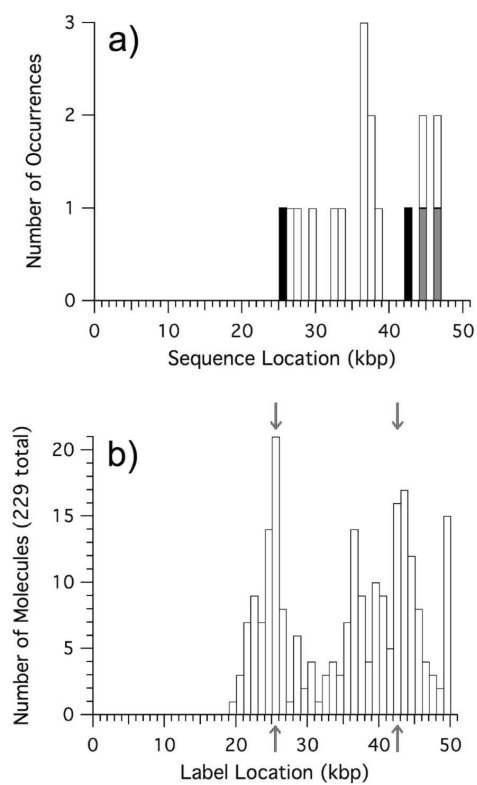 a)
Number of Occurrences
3
2
1
0
0 10 20 30 40 50
Sequence Location (kbp)
b)
Number of Molecules (229 total)
20
15
10
5
0
0 10 20 30 40 50
Label Location (kbp)